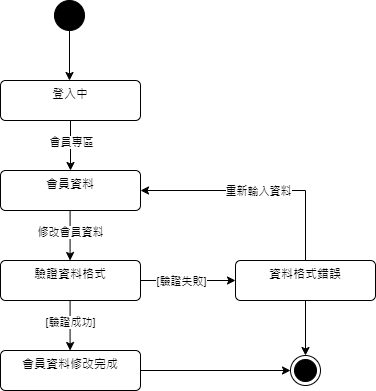 登入中
會員專區
會員資料
重新輸入資料
修改會員資料
驗證資料格式
[驗證失敗]
資料格式錯誤
[驗證成功]
會員資料修改完成